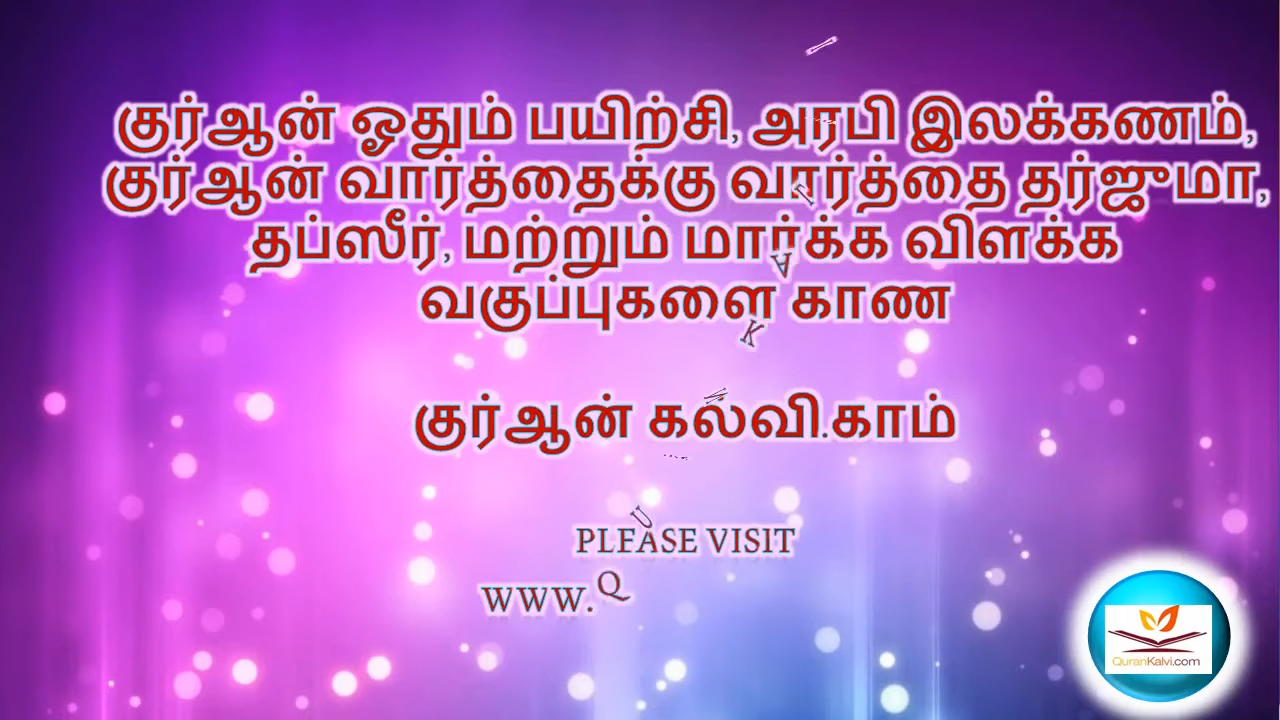 குர்ஆன் ஓதும் பயிற்சி, அரபி இலக்கணம்,
குர்ஆன் வார்த்தைக்கு வார்த்தை தர்ஜுமா,
தப்ஸீர், மற்றும் மார்க்க விளக்க
வகுப்புகளை காண
குர்ஆன் கல்வி.காம்
PLEASE VISIT
WWW.Q
QuranKalvi.com